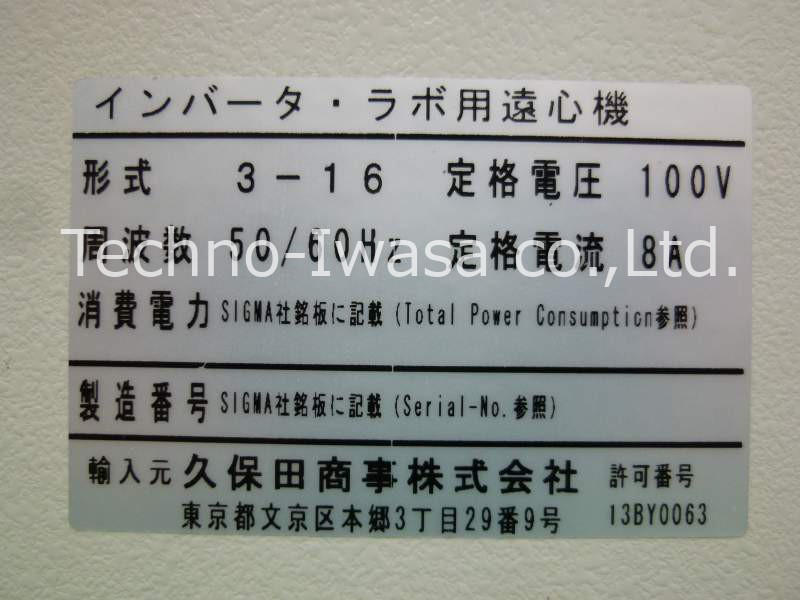 インバータ・ラボ用遠心機
形式 3-16 定格電圧 100V
周波数 50/60Hz 定格電流 8A
Techno-Iwasa co.,Ltd.
消費電力 SIGMA社銘板に記載 (Total Power Consumption参照)
製造番号 SIGMA社銘板に記載 (Serial-No.参照)
輸入元 久保田商事株式会社 許可番号
東京都文京区本郷3丁目29番9号 13BY0063